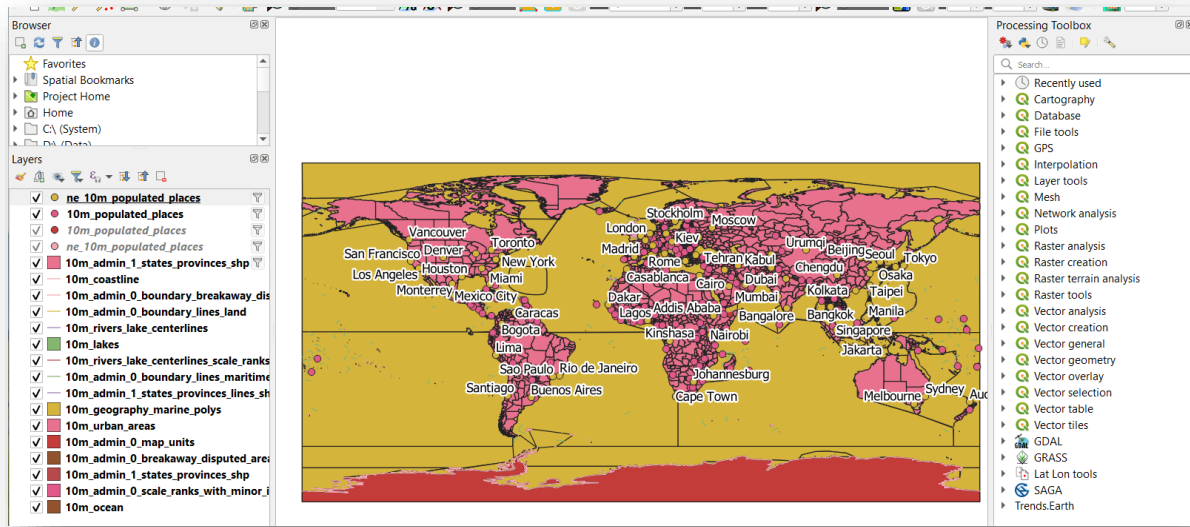 Browser
Favorites
Spatial Bookmarks
Project Home
Home
C:\ (System)
D:\ (Data)
Layers
ne_10m_populated_places
10m_populated_places
10m_populated_places
ne_10m_populated_places
10m_admin_1_states_provinces_shp
10m_coastline
10m_admin_0_boundary_breakaway_dis
10m_admin_0_boundary_lines_land
10m_rivers_lake_centerlines
10m_lakes
10m_rivers_lake_centerlines_scale_ranks
10m_admin_0_boundary_lines_maritime
10m_admin_1_states_provinces_lines_sh
10m_geography_marine_polys
10m_urban_areas
10m_admin_0_map_units
10m_admin_0_breakaway_disputed_area
10m_admin_1_states_provinces_shp
10m_admin_0_scale_ranks_with_minor_i
10m_ocean
Stockholm
London
Moscow
Vancouver
Toronto
Kiev
Urumqi
San Francisco
Denver
Madrid
Beijing
Seoul
Tokyo
New York
Rome
Tehran
Kabul
Los Angeles
Houston
Miami
Casablanca
Cairo
Dubai
Chengdu
Osaka
Monterrey
Mexico City
Dakar
Mumbai
Kolkata
Taipei
Caracas
Lagos
Addis Ababa
Bangalore
Bangkok
Manila
Bogota
Kinshasa
Nairobi
Singapore
Lima
Jakarta
Sao Paulo
Rio de Janeiro
Johannesburg
Santiago
Buenos Aires
Cape Town
Melbourne
Sydney
Auc
Processing Toolbox
Search...
Recently used
Cartography
Database
File tools
GPS
Interpolation
Layer tools
Mesh
Network analysis
Plots
Raster analysis
Raster creation
Raster terrain analysis
Raster tools
Vector analysis
Vector creation
Vector general
Vector geometry
Vector overlay
Vector selection
Vector table
Vector tiles
GDAL
GRASS
Lat Lon tools
SAGA
Trends.Earth